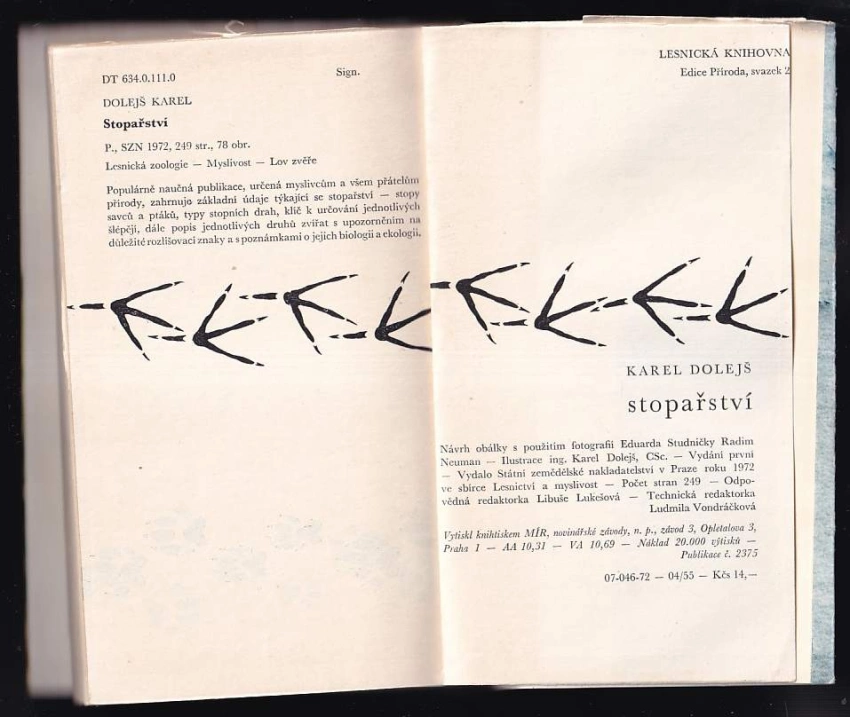 DT 634.0.111.0
Sign.
DOLEJŠ KAREL
Stopařství
P., SZN 1972, 249 str., 78 obr.
Lesnická zoologie — Myslivost — Lov zvěře
Populárně naučná publikace, určená myslivcům a všem přátelům
přírody, zahrnuje základní údaje týkající se stopařství — stopy
savců a ptáků, typy stopních drah, klíč k určování jednotlivých
šlépějí, dále popis jednotlivých druhů zvířat s upozorněním na
důležité rozlišovací znaky a s poznámkami o jejich biologii a ekologii.
LESNICKÁ KNIHOVNA
Edice Příroda, svazek 2
KAREL DOLEJŠ
stopařství
Návrh obálky s použitím fotografií Eduarda Studničky Radim
Neuman — Ilustrace ing. Karel Dolejš, CSc. — Vydání první
— Vydalo Státní zemědělské nakladatelství v Praze roku 1972
ve sbírce Lesnictví a myslivost — Počet stran 249 — Odpo-
vědná redaktorka Libuše Lukešová — Technická redaktorka
Ludmila Vondráčková
Vytiskl knihtiskem MÍR, novinářské závody, n. p., závod 3, Opletalova 3,
Praha 1 — AA 10,31 — VA 10,69 — Náklad 20.000 výtisků —
Publikace č. 2375
07-046-72 — 04/55 — Kčs 14,—